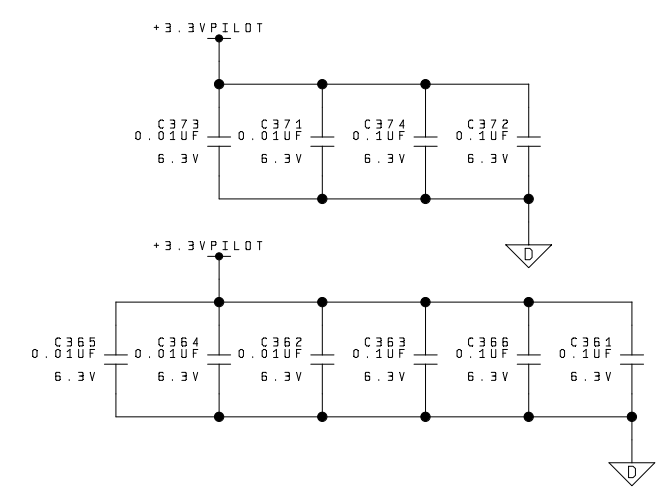 +3.3VPILOT
C373 C371 C374 C372
0.01UF 0.01UF 0.1UF 0.1UF
6.3V 6.3V 6.3V 6.3V
D
+3.3VPILOT
C365 C364 C362 C363 C366 C361
0.01UF 0.01UF 0.01UF 0.1UF 0.1UF 0.1UF
6.3V 6.3V 6.3V 6.3V 6.3V 6.3V
D